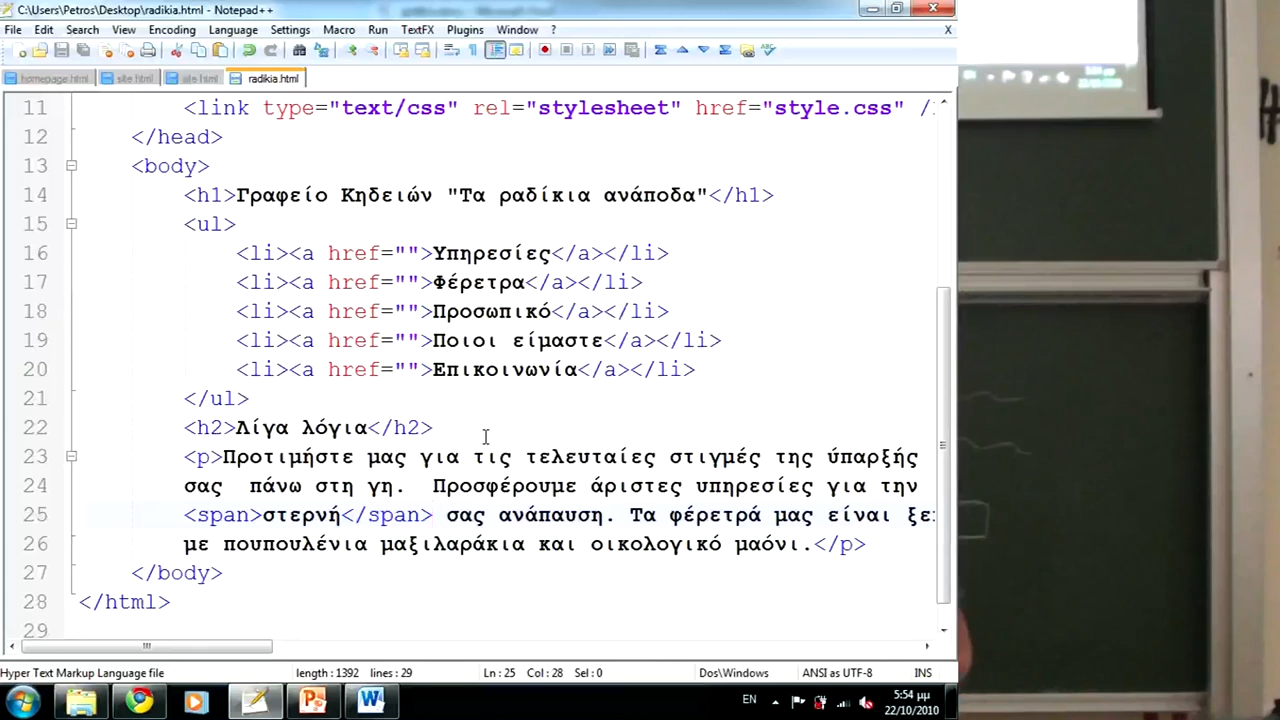 C:\Users\Petros\Desktop\radikia.html - Notepad++
File Edit Search View Encoding Language Settings Macro Run TextFX Plugins Window ? X
homepage.html site.html site.html radikia.html
11 <link type="text/css" rel="stylesheet" href="style.css" /
12 </head>
13 <body>
14 <h1>Γραφείο Κηδειών "Τα ραδίκια ανάποδα"</h1>
15 <ul>
16 <li><a href="">Υπηρεσίες</a></li>
17 <li><a href="">Φέρετρα</a></li>
18 <li><a href="">Προσωπικό</a></li>
19 <li><a href="">Ποιοι είμαστε</a></li>
20 <li><a href="">Επικοινωνία</a></li>
21 </ul>
22 <h2>Λίγα λόγια</h2>
23 <p>Προτιμήστε μας για τις τελευταίες στιγμές της ύπαρξής
24 σας πάνω στη γη. Προσφέρουμε άριστες υπηρεσίες για την
25 <span>στερνή</span> σας ανάπαυση. Τα φέρετρά μας είναι ξε
26 με πουπουλένια μαξιλαράκια και οικολογικό μαόνι.</p>
27 </body>
28 </html>
29
Hyper Text Markup Language file length : 1392 lines : 29 Ln : 25 Col : 28 Sel : 0 Dos\Windows ANSI as UTF-8 INS
EN 5:54 μμ
22/10/2010